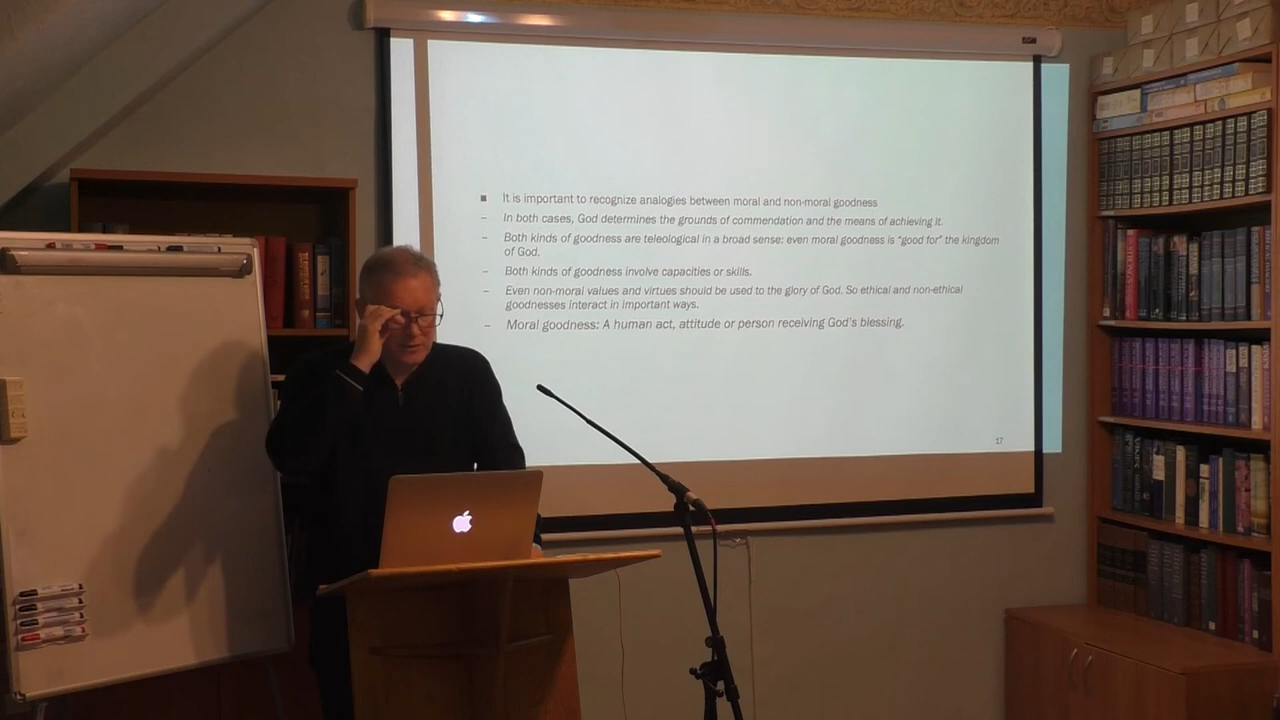 ■ It is important to recognize analogies between moral and non-moral goodness
– In both cases, God determines the grounds of commendation and the means of achieving it.
– Both kinds of goodness are teleological in a broad sense: even moral goodness is “good for” the kingdom
of God.
– Both kinds of goodness involve capacities or skills.
– Even non-moral values and virtues should be used to the glory of God. So ethical and non-ethical
goodnesses interact in important ways.
– Moral goodness: A human act, attitude or person receiving God's blessing.
17